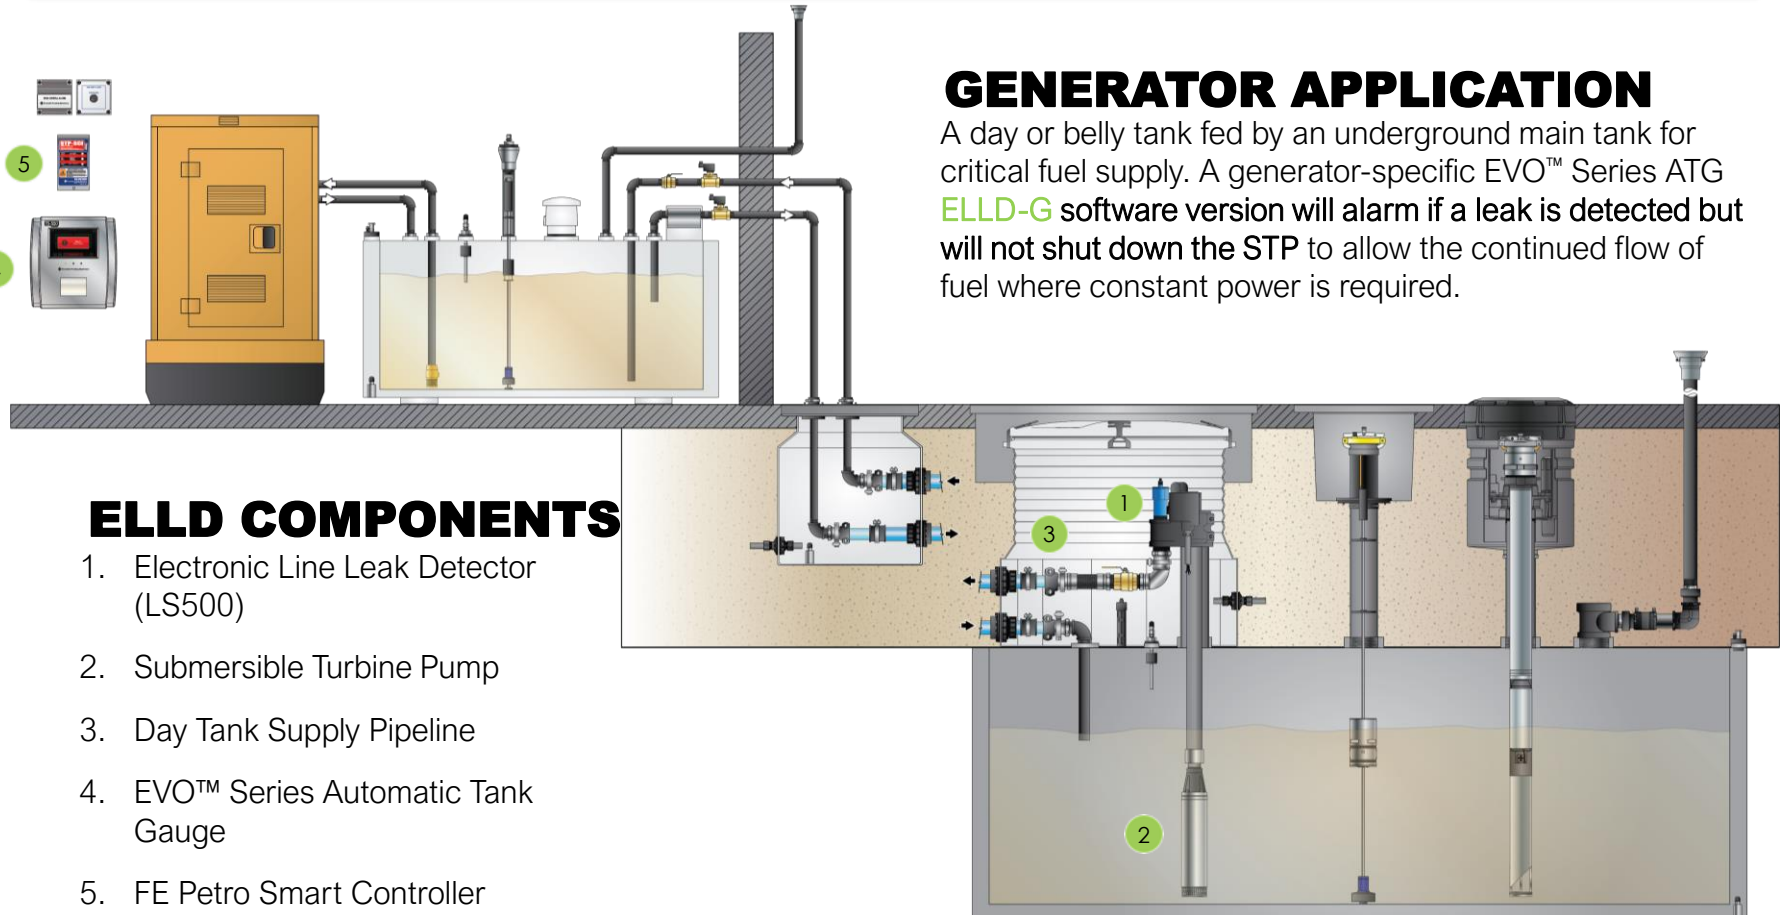 GENERATOR APPLICATION
A day or belly tank fed by an underground main tank for
critical fuel supply. A generator-specific EVO™ Series ATG
ELLD-G software version will alarm if a leak is detected but
will not shut down the STP to allow the continued flow of
fuel where constant power is required.
5
1
3
2
ELLD COMPONENTS
1. Electronic Line Leak Detector
(LS500)
2. Submersible Turbine Pump
3. Day Tank Supply Pipeline
4. EVO™ Series Automatic Tank
Gauge
5. FE Petro Smart Controller